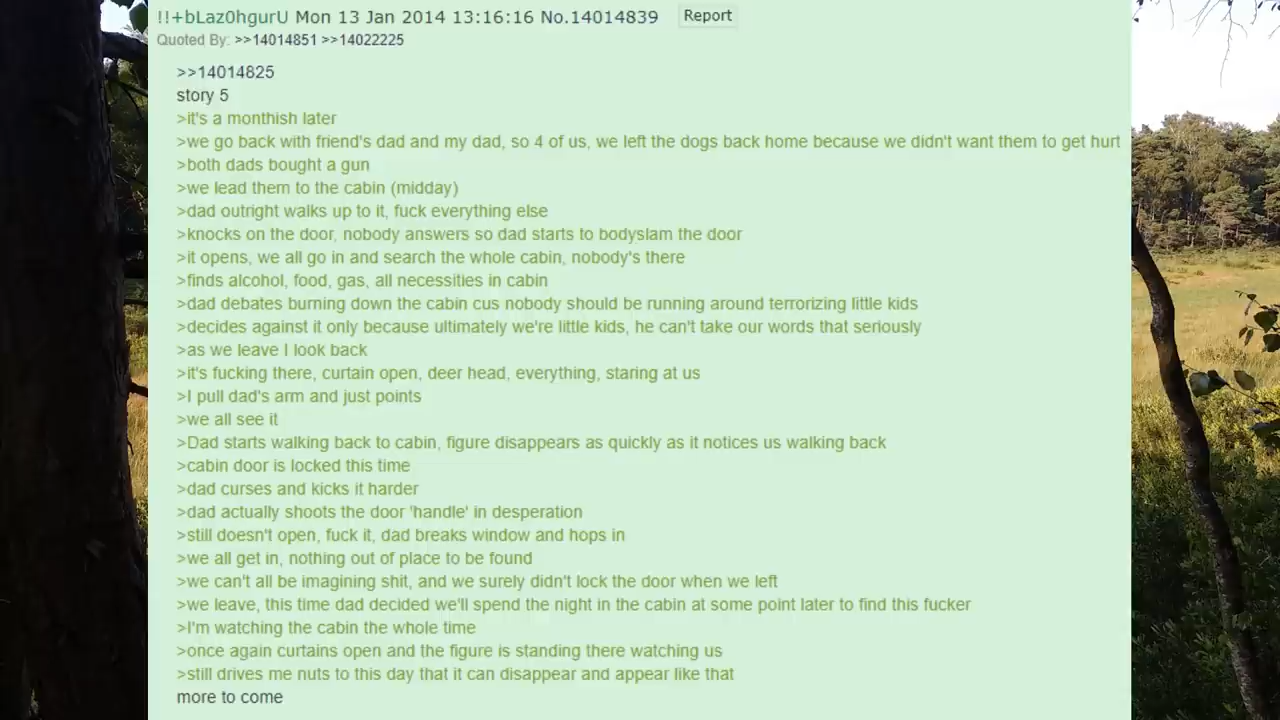 !!+bLaz0hgurU Mon 13 Jan 2014 13:16:16 No.14014839 Report
Quoted By: >>14014851 >>14022225
>>14014825
story 5
>it's a monthish later
>we go back with friend's dad and my dad, so 4 of us, we left the dogs back home because we didn't want them to get hurt
>both dads bought a gun
>we lead them to the cabin (midday)
>dad outright walks up to it, fuck everything else
>knocks on the door, nobody answers so dad starts to bodyslam the door
>it opens, we all go in and search the whole cabin, nobody's there
>finds alcohol, food, gas, all necessities in cabin
>dad debates burning down the cabin cus nobody should be running around terrorizing little kids
>decides against it only because ultimately we're little kids, he can't take our words that seriously
>as we leave I look back
>it's fucking there, curtain open, deer head, everything, staring at us
>I pull dad's arm and just points
>we all see it
>Dad starts walking back to cabin, figure disappears as quickly as it notices us walking back
>cabin door is locked this time
>dad curses and kicks it harder
>dad actually shoots the door 'handle' in desperation
>still doesn't open, fuck it, dad breaks window and hops in
>we all get in, nothing out of place to be found
>we can't all be imagining shit, and we surely didn't lock the door when we left
>we leave, this time dad decided we'll spend the night in the cabin at some point later to find this fucker
>I'm watching the cabin the whole time
>once again curtains open and the figure is standing there watching us
>still drives me nuts to this day that it can disappear and appear like that
more to come